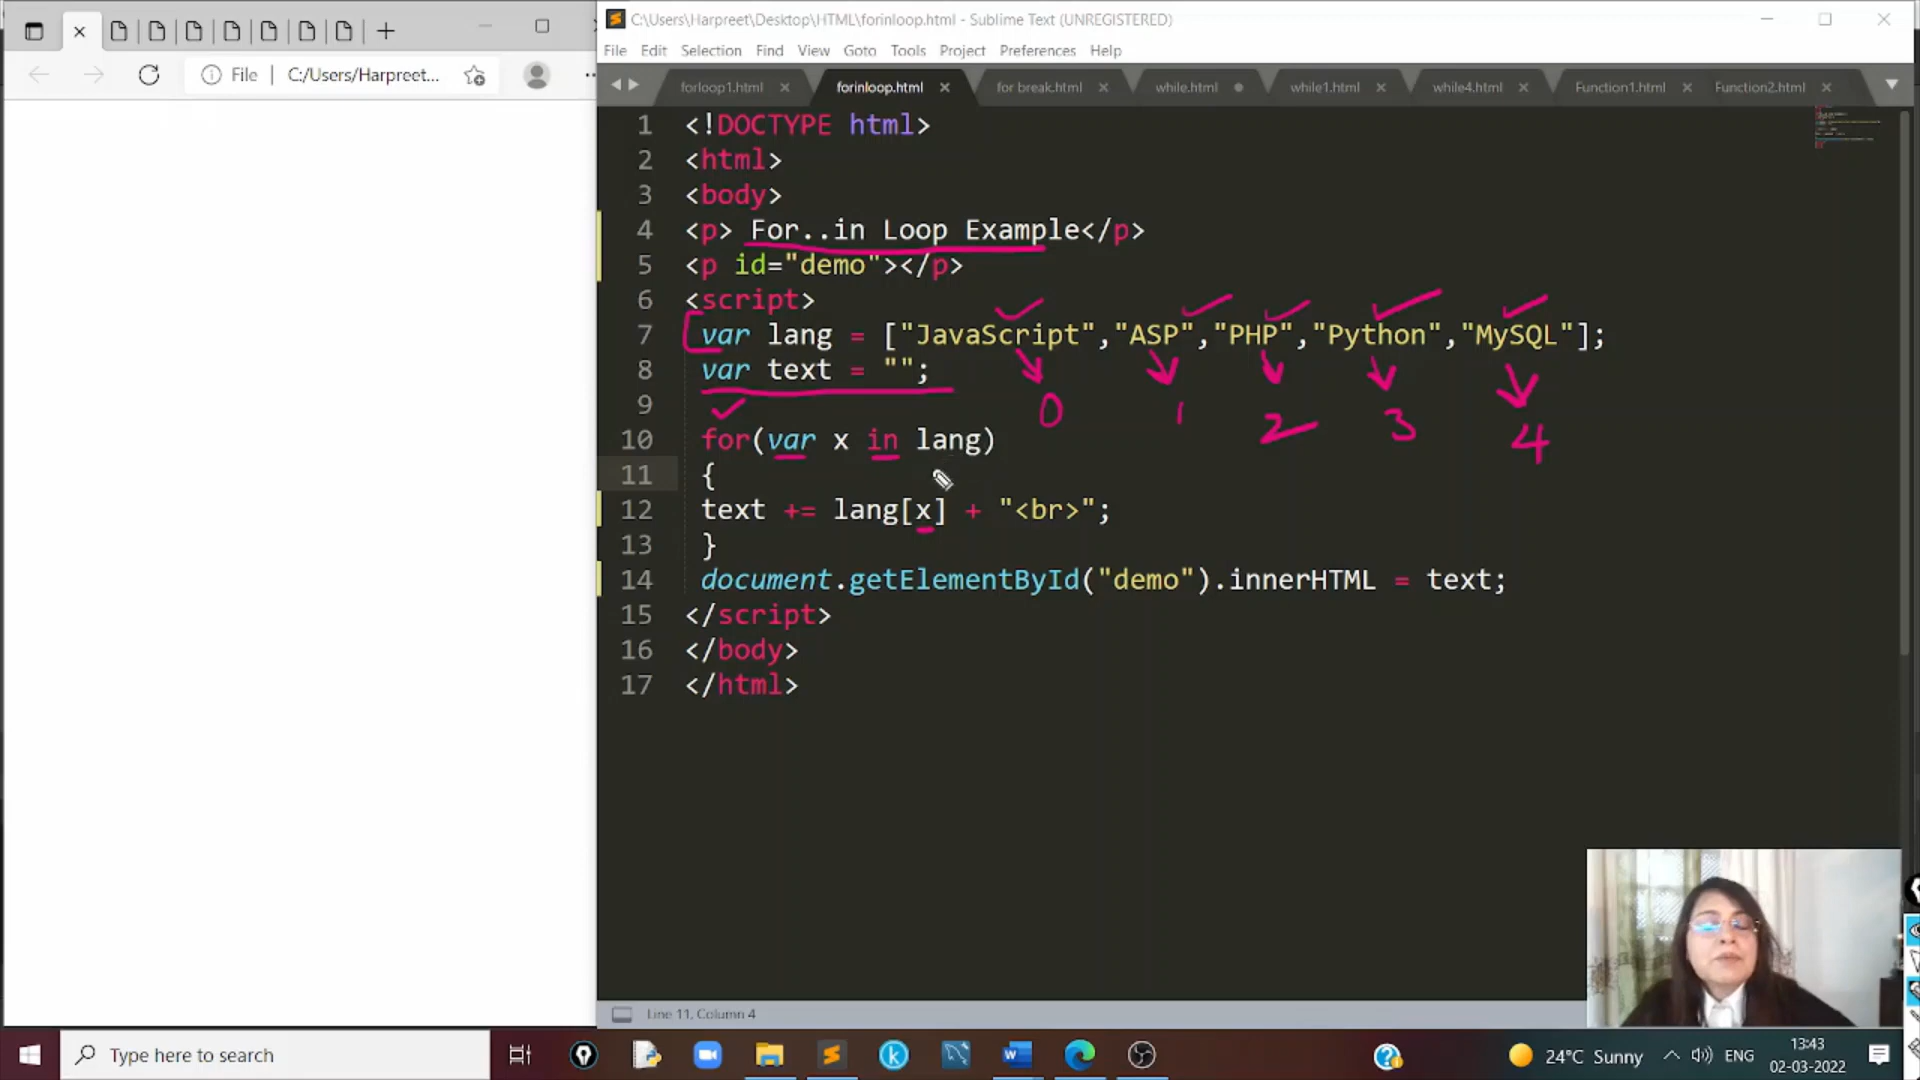 File C:/Users/Harpreet...
C:\Users\Harpreet\Desktop\HTML\forinloop.html - Sublime Text (UNREGISTERED)
File Edit Selection Find View Goto Tools Project Preferences Help
forloop1.html forinloop.html for break.html while.html while1.html while4.html Function1.html Function2.html
1 <!DOCTYPE html>
2 <html>
3 <body>
4 <p> For..in Loop Example</p>
5 <p id="demo"></p>
6 <script>
7 var lang = ["JavaScript","ASP","PHP","Python","MySQL"];
8 var text = "";
9
0 1 2 3 4
10 for(var x in lang)
11 {
12 text += lang[x] + "<br>";
13 }
14 document.getElementById("demo").innerHTML = text;
15 </script>
16 </body>
17 </html>
Line 11, Column 4
Type here to search
24°C Sunny
ENG
13:43
02-03-2022